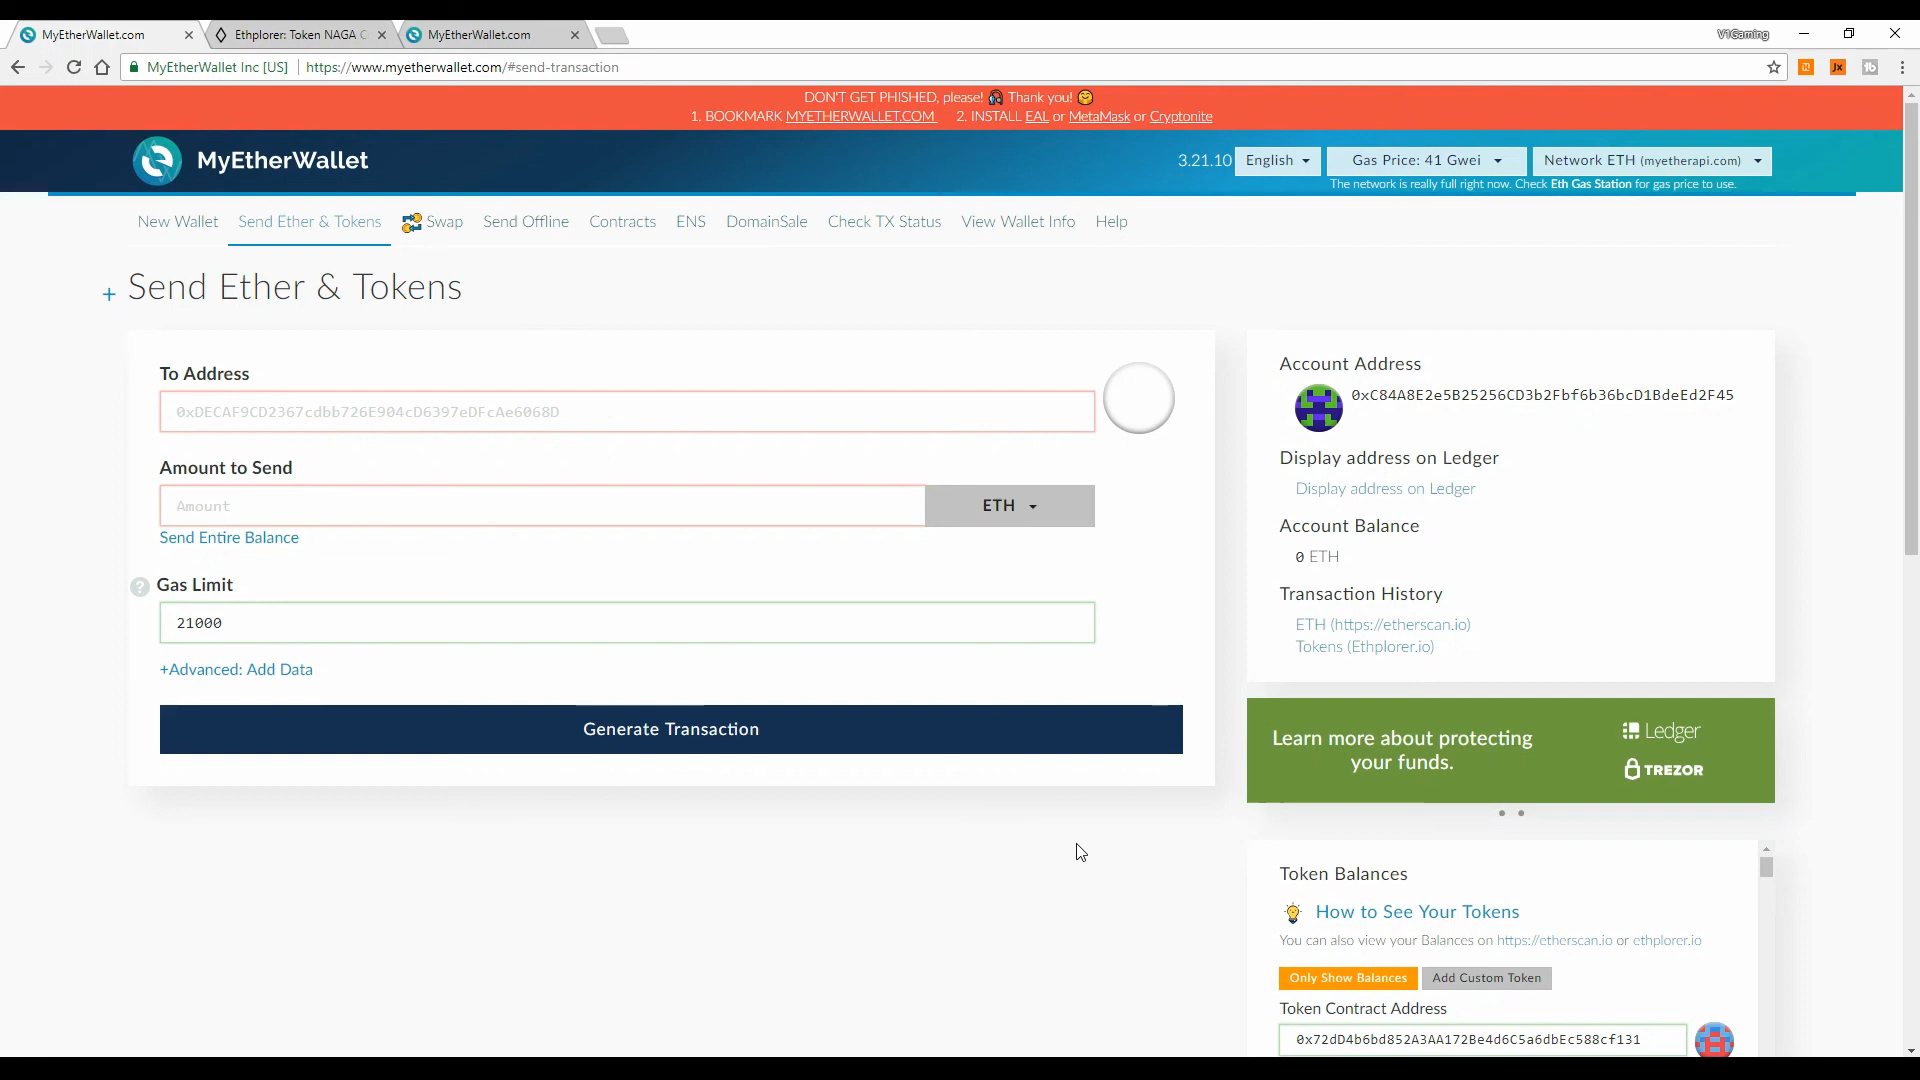 MyEtherWallet.com
Ethplorer: Token NAGA C
MyEtherWallet.com
V1Gaming
MyEtherWallet Inc [US] | https://www.myetherwallet.com/#send-transaction
DON'T GET PHISHED, please! Thank you!
1. BOOKMARK MYETHERWALLET.COM 2. INSTALL EAL or MetaMask or Cryptonite
MyEtherWallet
3.21.10 English Gas Price: 41 Gwei Network ETH (myetherapi.com)
The network is really full right now. Check Eth Gas Station for gas price to use.
New Wallet Send Ether & Tokens Swap Send Offline Contracts ENS DomainSale Check TX Status View Wallet Info Help
+ Send Ether & Tokens
To Address
0xDECAF9CD2367cdbb726E904cD6397eDFcAe6068D
Amount to Send
Amount
ETH
Send Entire Balance
? Gas Limit
21000
+Advanced: Add Data
Generate Transaction
Account Address
0xC84A8E2e5B25256CD3b2Fbf6b36bcD1BdeEd2F45
Display address on Ledger
Display address on Ledger
Account Balance
0 ETH
Transaction History
ETH (https://etherscan.io)
Tokens (Ethplorer.io)
Learn more about protecting
your funds.
Ledger
TREZOR
Token Balances
How to See Your Tokens
You can also view your Balances on https://etherscan.io or ethplorer.io
Only Show Balances Add Custom Token
Token Contract Address
0x72dD4b6bd852A3AA172Be4d6C5a6dbEc588cf131